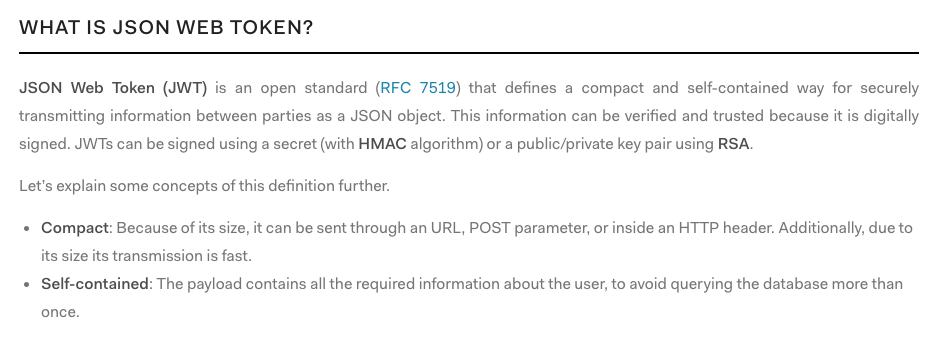 WHAT IS JSON WEB TOKEN?
JSON Web Token (JWT) is an open standard (RFC 7519) that defines a compact and self-contained way for securely
transmitting information between parties as a JSON object. This information can be verified and trusted because it is digitally
signed. JWTs can be signed using a secret (with HMAC algorithm) or a public/private key pair using RSA.
Let's explain some concepts of this definition further.
• Compact: Because of its size, it can be sent through an URL, POST parameter, or inside an HTTP header. Additionally, due to
its size its transmission is fast.
• Self-contained: The payload contains all the required information about the user, to avoid querying the database more than
once.